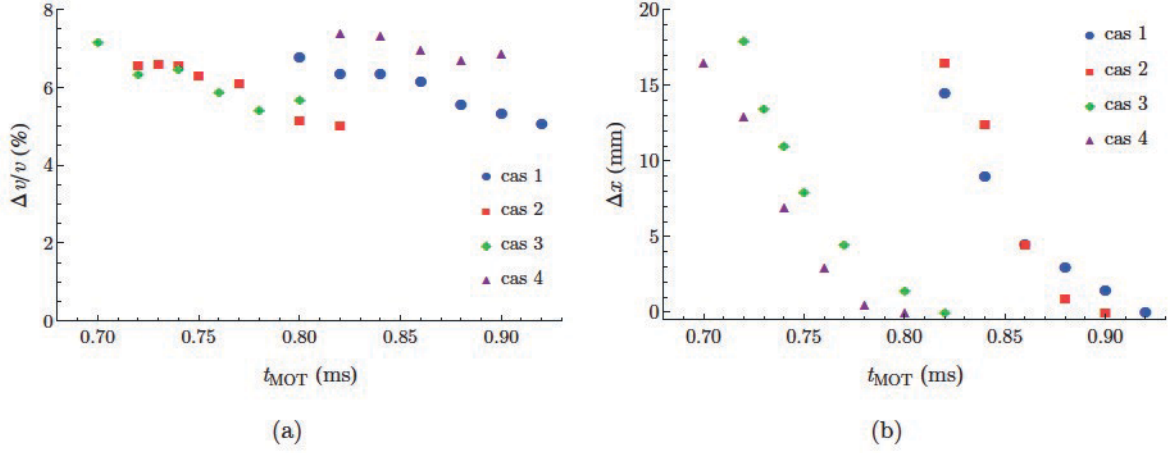 8
6
4
2
0
Δv/v (%)
cas 1
cas 2
cas 3
cas 4
0.70 0.75 0.80 0.85 0.90
t_MOT (ms)
(a)
20
15
10
5
0
Δx (mm)
cas 1
cas 2
cas 3
cas 4
0.70 0.75 0.80 0.85 0.90
t_MOT (ms)
(b)